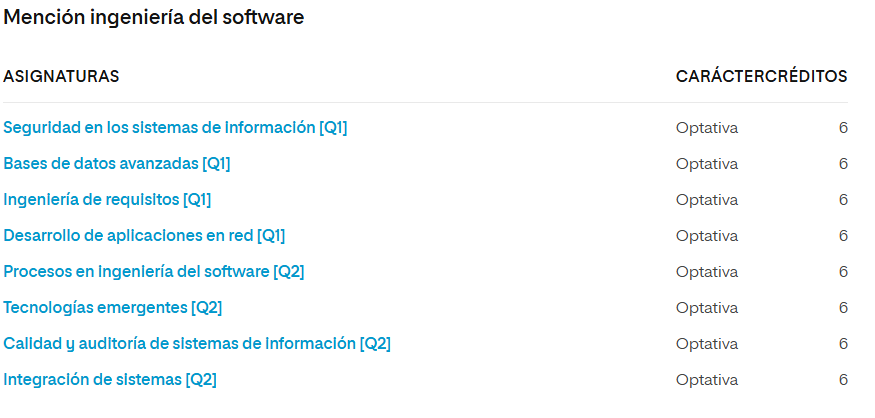 Mención ingeniería del software
ASIGNATURAS CARÁCTERCRÉDITOS
Seguridad en los sistemas de información [Q1] Optativa 6
Bases de datos avanzadas [Q1] Optativa 6
Ingeniería de requisitos [Q1] Optativa 6
Desarrollo de aplicaciones en red [Q1] Optativa 6
Procesos en ingeniería del software [Q2] Optativa 6
Tecnologías emergentes [Q2] Optativa 6
Calidad y auditoría de sistemas de información [Q2] Optativa 6
Integración de sistemas [Q2] Optativa 6